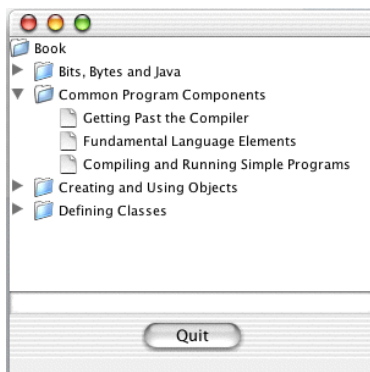 Book
Bits, Bytes and Java
Common Program Components
Getting Past the Compiler
Fundamental Language Elements
Compiling and Running Simple Programs
Creating and Using Objects
Defining Classes
Quit